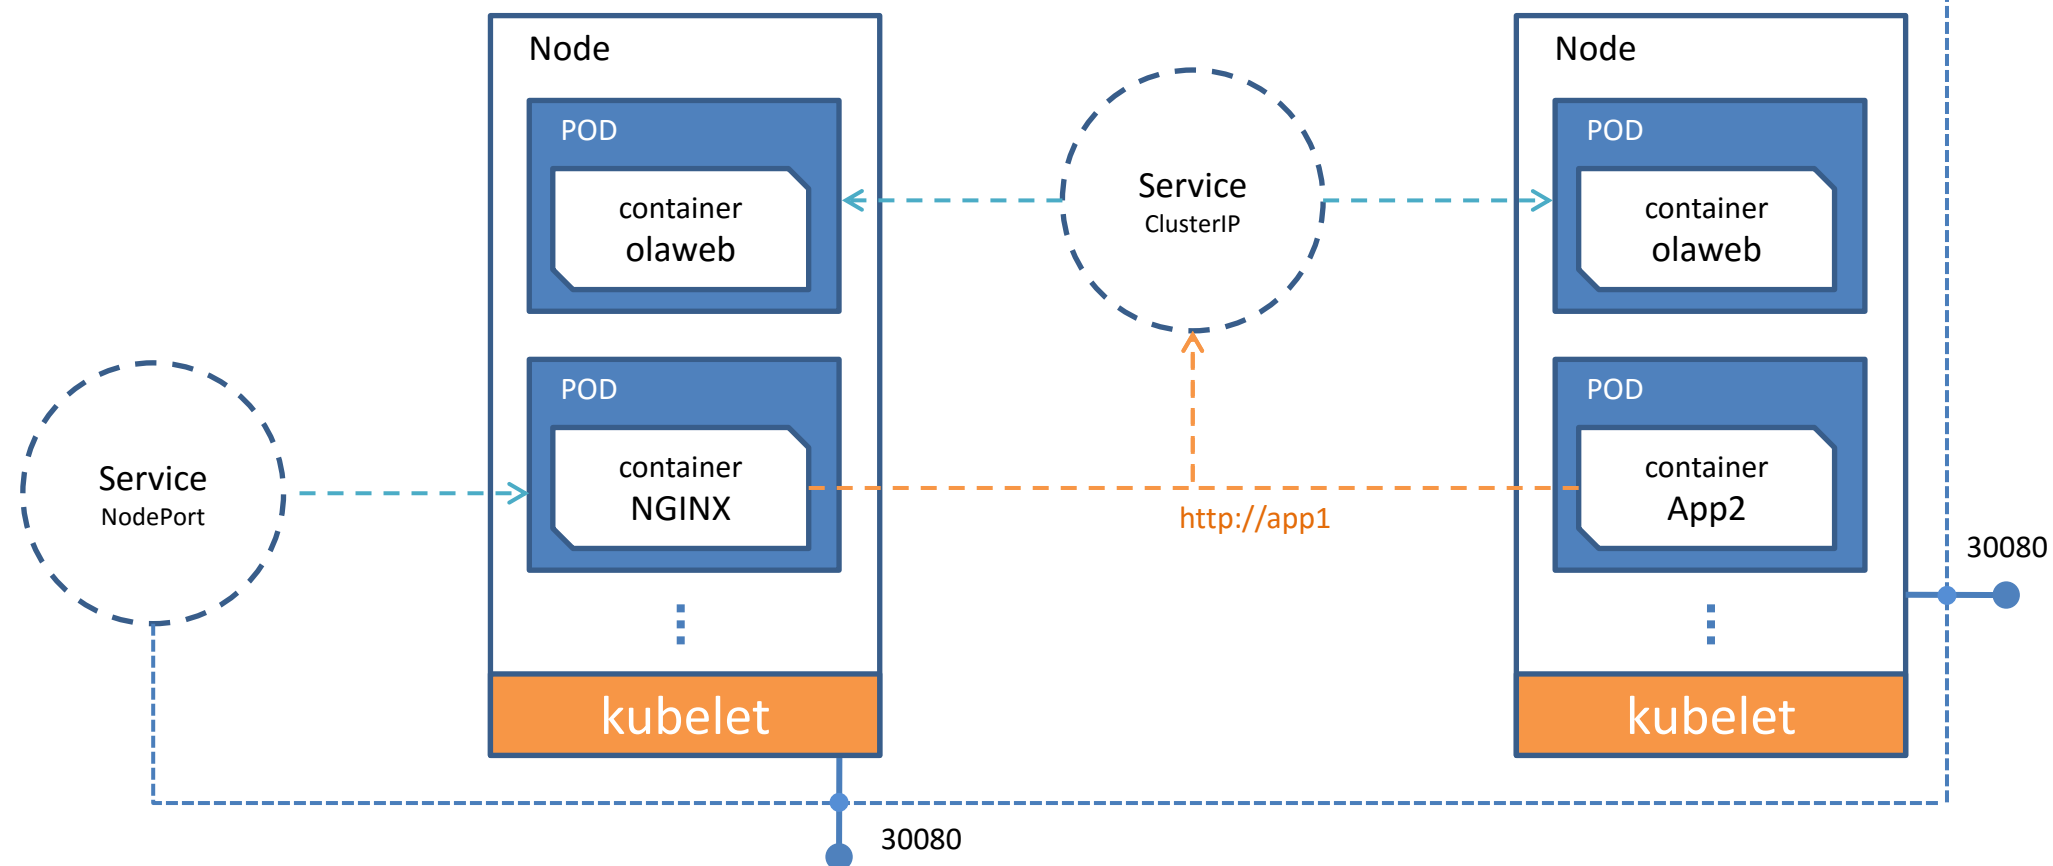 Node
POD
container
olaweb
POD
container
NGINX
kubelet
30080
Service
NodePort
Service
ClusterIP
http://app1
Node
POD
container
olaweb
POD
container
App2
kubelet
30080